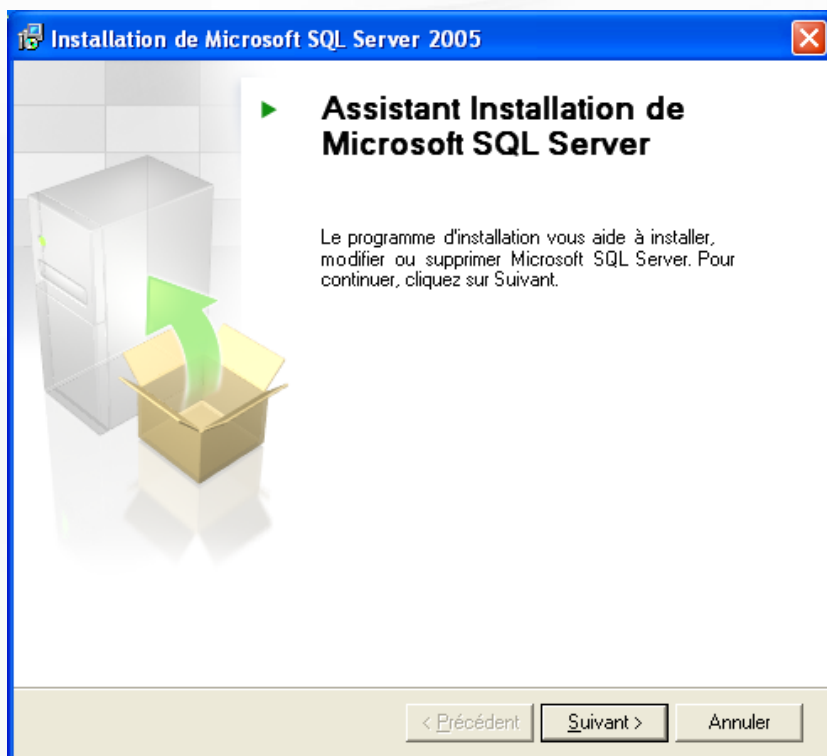 Installation de Microsoft SQL Server 2005
Assistant Installation de
Microsoft SQL Server
Le programme d'installation vous aide à installer,
modifier ou supprimer Microsoft SQL Server. Pour
continuer, cliquez sur Suivant.
< Précédent
Suivant >
Annuler